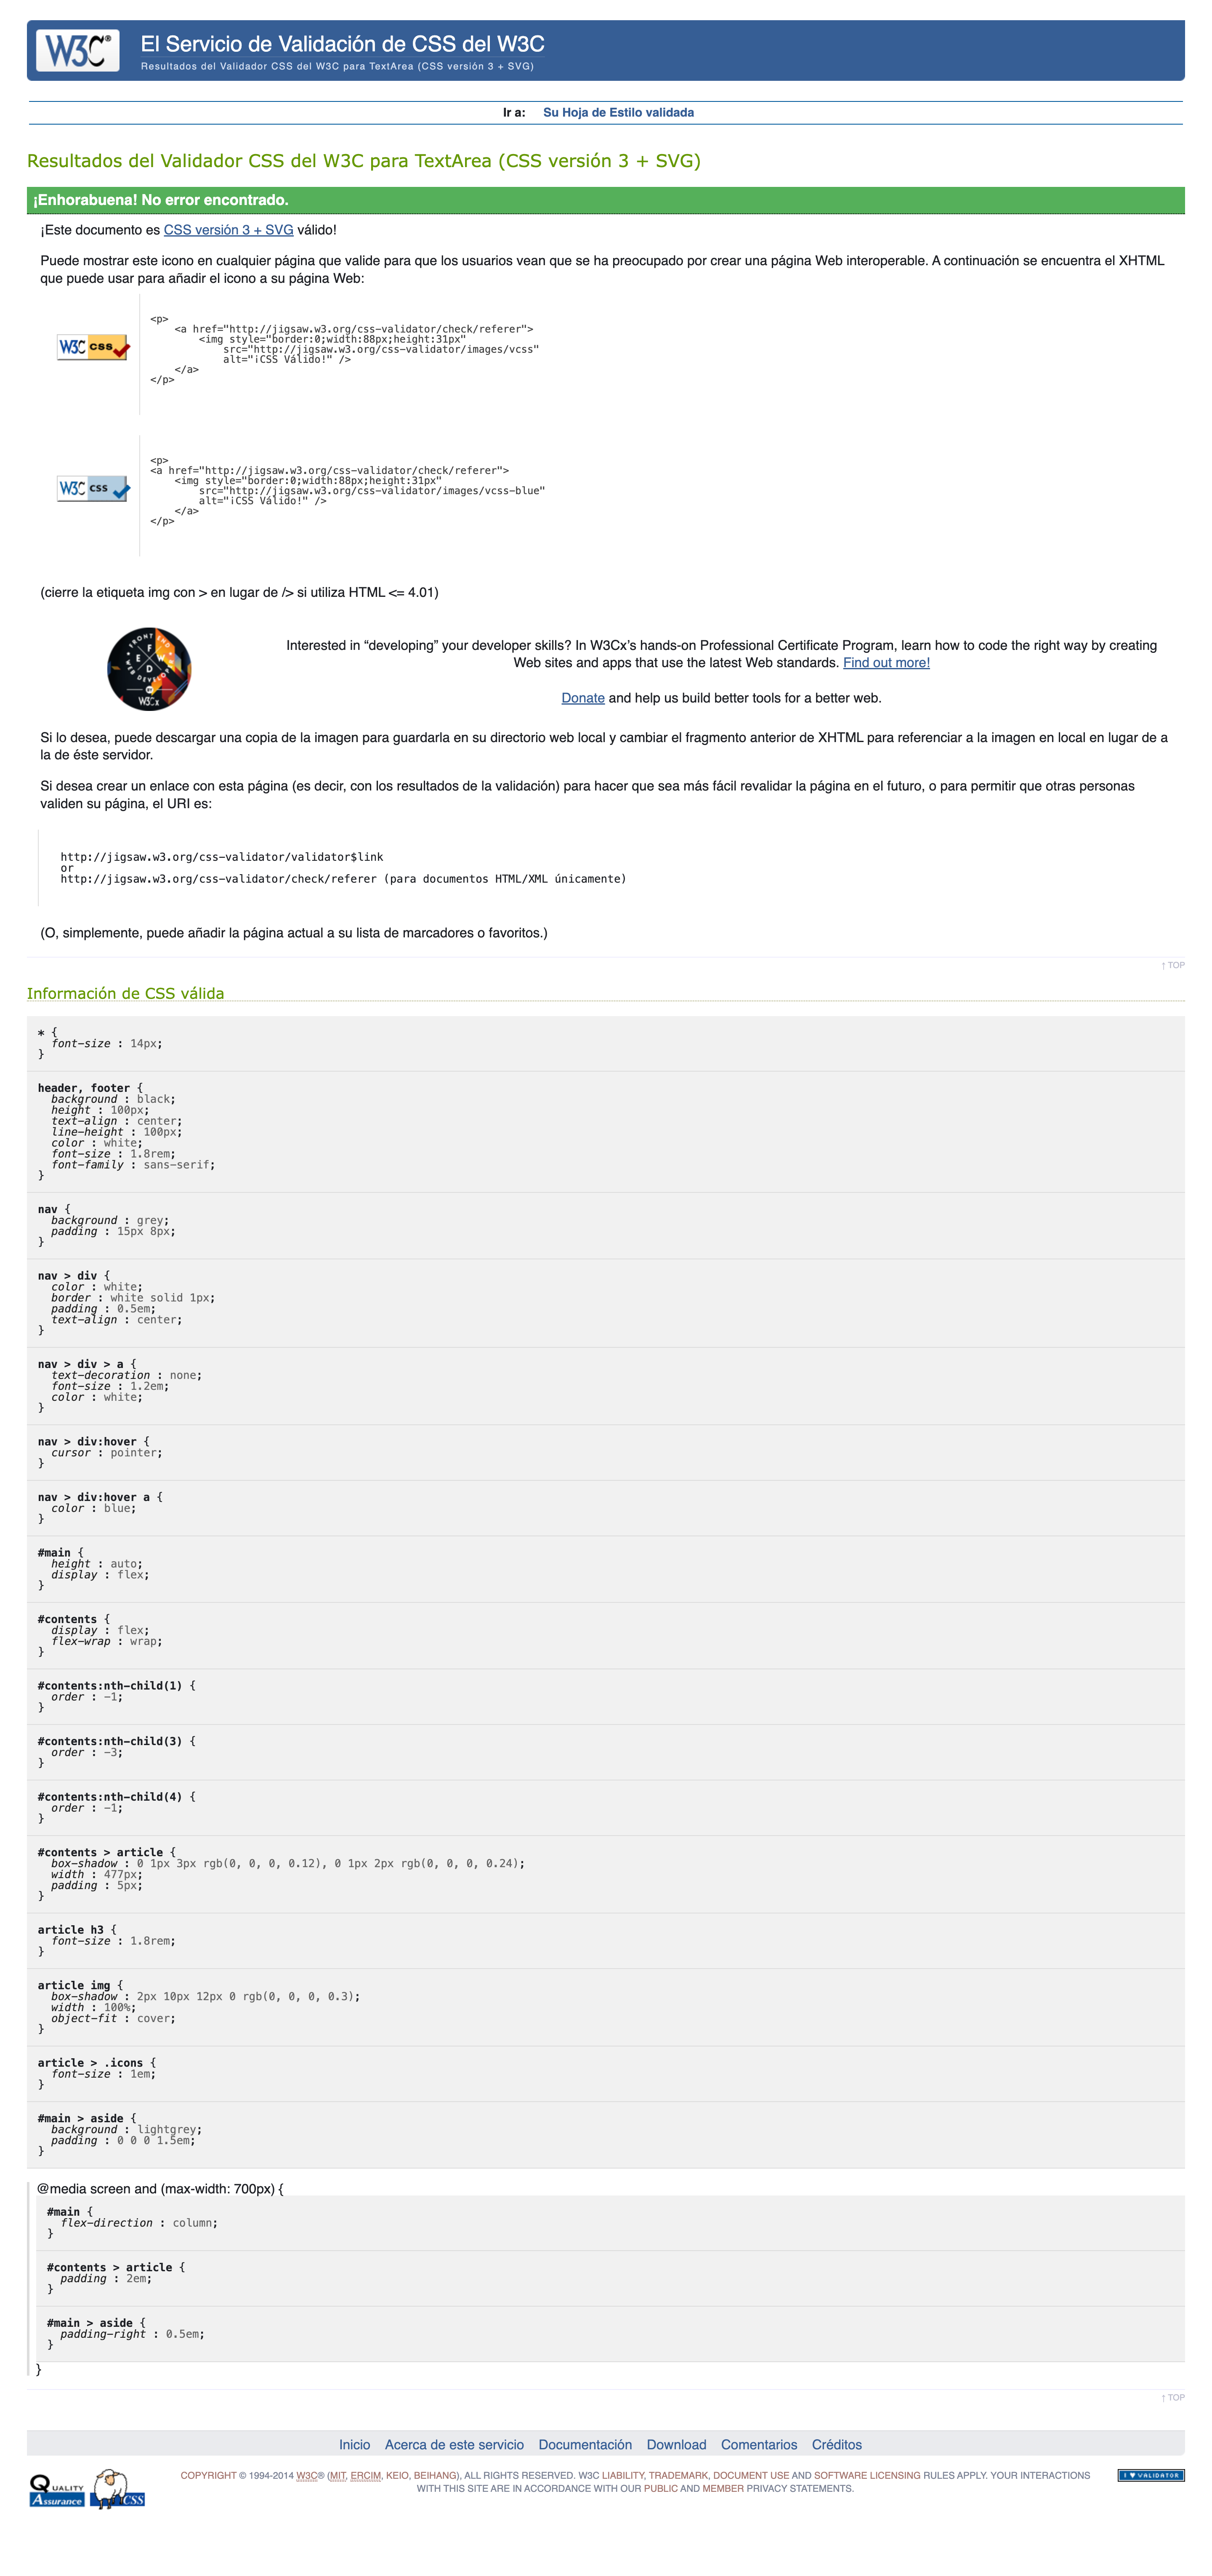 W3C®
El Servicio de Validación de CSS del W3C
Resultados del Validador CSS del W3C para TextArea (CSS versión 3 + SVG)
Ir a: Su Hoja de Estilo validada
Resultados del Validador CSS del W3C para TextArea (CSS versión 3 + SVG)
¡Enhorabuena! No error encontrado.
¡Este documento es CSS versión 3 + SVG válido!
Puede mostrar este icono en cualquier página que valide para que los usuarios vean que se ha preocupado por crear una página Web interoperable. A continuación se encuentra el XHTML
que puede usar para añadir el icono a su página Web:
W3C css
<p>
<a href="http://jigsaw.w3.org/css-validator/check/referer">
<img style="border:0;width:88px;height:31px"
src="http://jigsaw.w3.org/css-validator/images/vcss"
alt="¡CSS Válido!" />
</a>
</p>
W3C css
<p>
<a href="http://jigsaw.w3.org/css-validator/check/referer">
<img style="border:0;width:88px;height:31px"
src="http://jigsaw.w3.org/css-validator/images/vcss-blue"
alt="¡CSS Válido!" />
</a>
</p>
(cierre la etiqueta img con > en lugar de /> si utiliza HTML <= 4.01)
FRONT END
F E W D
WEB DEVELOPER
W3Cx
Interested in “developing” your developer skills? In W3Cx’s hands-on Professional Certificate Program, learn how to code the right way by creating
Web sites and apps that use the latest Web standards. Find out more!
Donate and help us build better tools for a better web.
Si lo desea, puede descargar una copia de la imagen para guardarla en su directorio web local y cambiar el fragmento anterior de XHTML para referenciar a la imagen en local en lugar de a
la de éste servidor.
Si desea crear un enlace con esta página (es decir, con los resultados de la validación) para hacer que sea más fácil revalidar la página en el futuro, o para permitir que otras personas
validen su página, el URI es:
http://jigsaw.w3.org/css-validator/validator$link
or
http://jigsaw.w3.org/css-validator/check/referer (para documentos HTML/XML únicamente)
(O, simplemente, puede añadir la página actual a su lista de marcadores o favoritos.)
↑ TOP
Información de CSS válida
* {
font-size : 14px;
}
header, footer {
background : black;
height : 100px;
text-align : center;
line-height : 100px;
color : white;
font-size : 1.8rem;
font-family : sans-serif;
}
nav {
background : grey;
padding : 15px 8px;
}
nav > div {
color : white;
border : white solid 1px;
padding : 0.5em;
text-align : center;
}
nav > div > a {
text-decoration : none;
font-size : 1.2em;
color : white;
}
nav > div:hover {
cursor : pointer;
}
nav > div:hover a {
color : blue;
}
#main {
height : auto;
display : flex;
}
#contents {
display : flex;
flex-wrap : wrap;
}
#contents:nth-child(1) {
order : -1;
}
#contents:nth-child(3) {
order : -3;
}
#contents:nth-child(4) {
order : -1;
}
#contents > article {
box-shadow : 0 1px 3px rgb(0, 0, 0, 0.12), 0 1px 2px rgb(0, 0, 0, 0.24);
width : 477px;
padding : 5px;
}
article h3 {
font-size : 1.8rem;
}
article img {
box-shadow : 2px 10px 12px 0 rgb(0, 0, 0, 0.3);
width : 100%;
object-fit : cover;
}
article > .icons {
font-size : 1em;
}
#main > aside {
background : lightgrey;
padding : 0 0 0 1.5em;
}
@media screen and (max-width: 700px) {
#main {
flex-direction : column;
}
#contents > article {
padding : 2em;
}
#main > aside {
padding-right : 0.5em;
}
}
↑ TOP
Inicio Acerca de este servicio Documentación Download Comentarios Créditos
QUALITY Assurance
CSS
COPYRIGHT © 1994-2014 W3C® (MIT, ERCIM, KEIO, BEIHANG), ALL RIGHTS RESERVED. W3C LIABILITY, TRADEMARK, DOCUMENT USE AND SOFTWARE LICENSING RULES APPLY. YOUR INTERACTIONS
WITH THIS SITE ARE IN ACCORDANCE WITH OUR PUBLIC AND MEMBER PRIVACY STATEMENTS.
I ♥ VALIDATOR